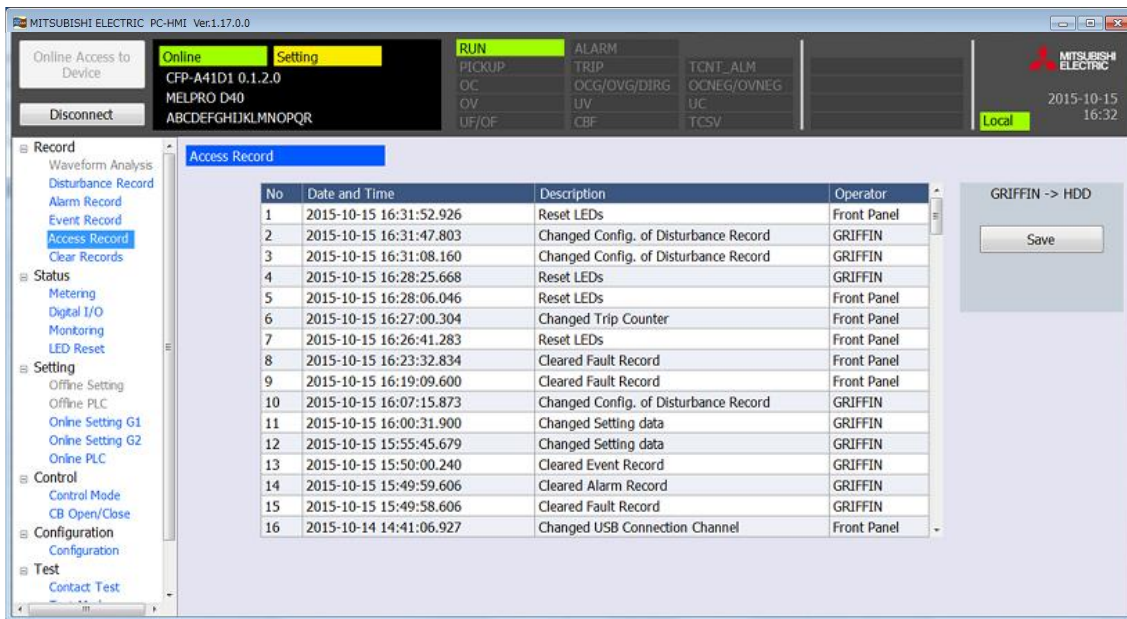 MITSUBISHI ELECTRIC PC-HMI Ver.1.17.0.0
Online Access to
Device
Disconnect
Online Setting
CFP-A41D1 0.1.2.0
MELPRO D40
ABCDEFGHIJKLMNOPQR
RUN ALARM
PICKUP TRIP TCNT_ALM
OC OCG/OVG/DIRG OCNEG/OVNEG
OV UV UC
UF/OF CBF TCSV
MITSUBISHI
ELECTRIC
2015-10-15
16:32
Local
Record
Waveform Analysis
Disturbance Record
Alarm Record
Event Record
Access Record
Clear Records
Status
Metering
Digital I/O
Monitoring
LED Reset
Setting
Offline Setting
Offline PLC
Online Setting G1
Online Setting G2
Online PLC
Control
Control Mode
CB Open/Close
Configuration
Configuration
Test
Contact Test
Access Record
No Date and Time Description Operator
1 2015-10-15 16:31:52.926 Reset LEDs Front Panel
2 2015-10-15 16:31:47.803 Changed Config. of Disturbance Record GRIFFIN
3 2015-10-15 16:31:08.160 Changed Config. of Disturbance Record GRIFFIN
4 2015-10-15 16:28:25.668 Reset LEDs GRIFFIN
5 2015-10-15 16:28:06.046 Reset LEDs Front Panel
6 2015-10-15 16:27:00.304 Changed Trip Counter Front Panel
7 2015-10-15 16:26:41.283 Reset LEDs Front Panel
8 2015-10-15 16:23:32.834 Cleared Fault Record Front Panel
9 2015-10-15 16:19:09.600 Cleared Fault Record Front Panel
10 2015-10-15 16:07:15.873 Changed Config. of Disturbance Record GRIFFIN
11 2015-10-15 16:00:31.900 Changed Setting data GRIFFIN
12 2015-10-15 15:55:45.679 Changed Setting data GRIFFIN
13 2015-10-15 15:50:00.240 Cleared Event Record GRIFFIN
14 2015-10-15 15:49:59.606 Cleared Alarm Record GRIFFIN
15 2015-10-15 15:49:58.606 Cleared Fault Record GRIFFIN
16 2015-10-14 14:41:06.927 Changed USB Connection Channel Front Panel
GRIFFIN -> HDD
Save